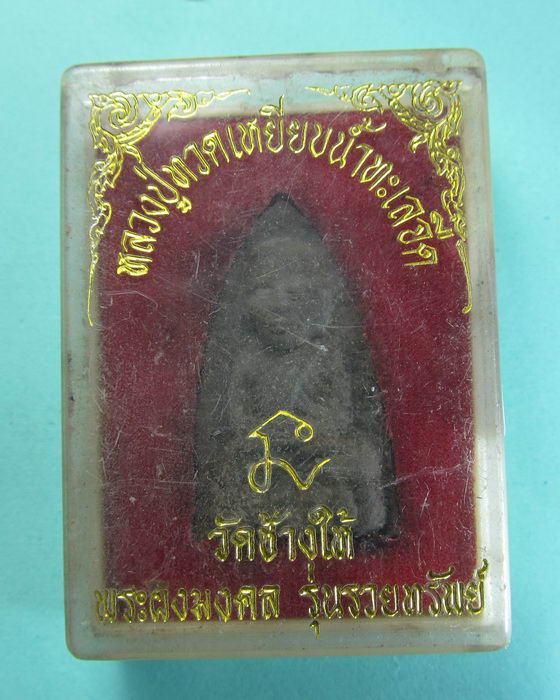 หลวงปู่ทวดเหยียบน้ำทะเลจืด
วัดช้างให้
พระผงมงคล รุ่นรวยทรัพย์